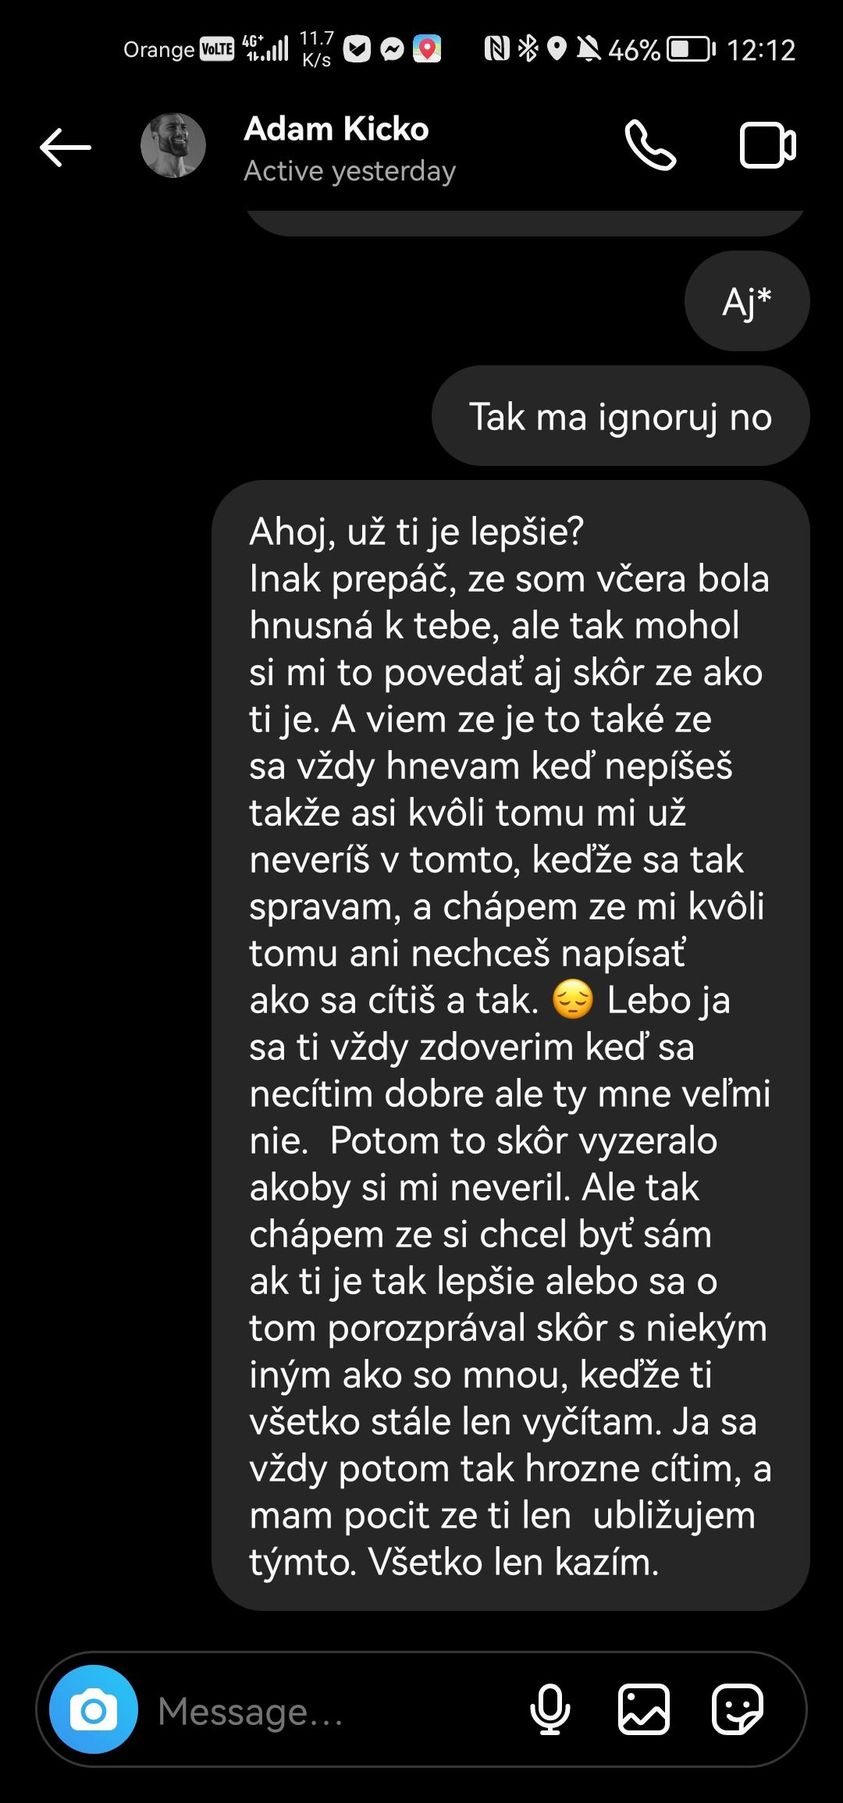 Orange VoLTE 4G+ 11.7 K/s 46% 12:12
Adam Kicko
Active yesterday
Aj*
Tak ma ignoruj no
Ahoj, už ti je lepšie?
Inak prepáč, ze som včera bola
hnusná k tebe, ale tak mohol
si mi to povedať aj skôr ze ako
ti je. A viem ze je to také ze
sa vždy hnevam keď nepíšeš
takže asi kvôli tomu mi už
neveríš v tomto, keďže sa tak
spravam, a chápem ze mi kvôli
tomu ani nechceš napísať
ako sa cítiš a tak. 😔 Lebo ja
sa ti vždy zdoverim keď sa
necítim dobre ale ty mne veľmi
nie.  Potom to skôr vyzeralo
akoby si mi neveril. Ale tak
chápem ze si chcel byť sám
ak ti je tak lepšie alebo sa o
tom porozprával skôr s niekým
iným ako so mnou, keďže ti
všetko stále len vyčítam. Ja sa
vždy potom tak hrozne cítim, a
mam pocit ze ti len  ubližujem
týmto. Všetko len kazím.
Message...